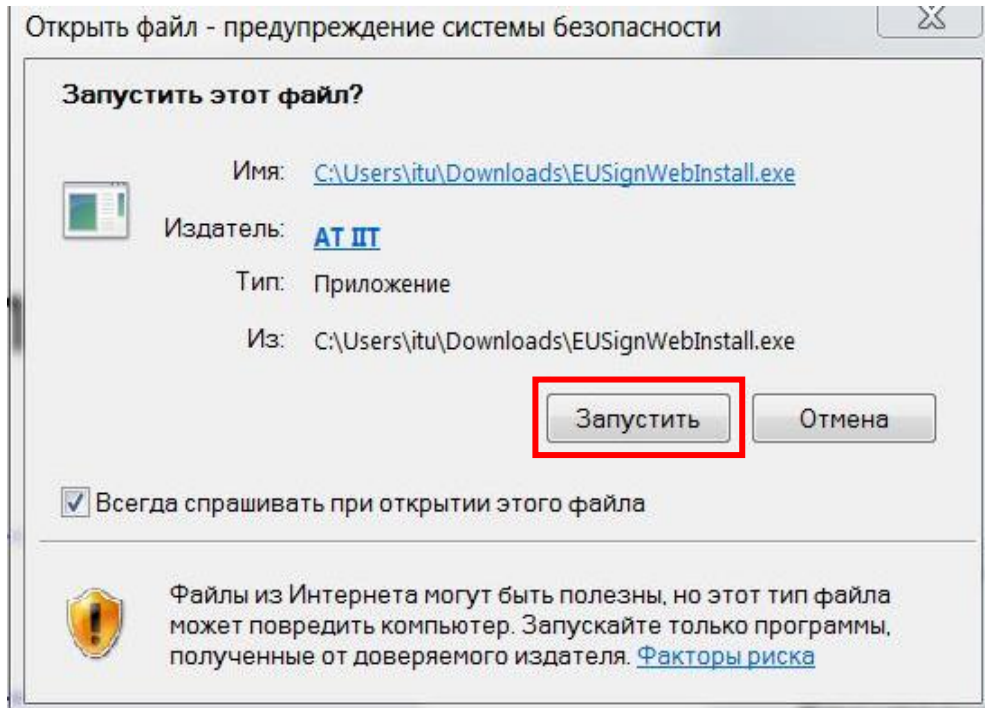 Открыть файл - предупреждение системы безопасности
Запустить этот файл?
Имя: C:\Users\itu\Downloads\EUSignWebInstall.exe
Издатель: АТ ІІТ
Тип: Приложение
Из: C:\Users\itu\Downloads\EUSignWebInstall.exe
Запустить Отмена
Всегда спрашивать при открытии этого файла
Файлы из Интернета могут быть полезны, но этот тип файла
может повредить компьютер. Запускайте только программы,
полученные от доверяемого издателя. Факторы риска